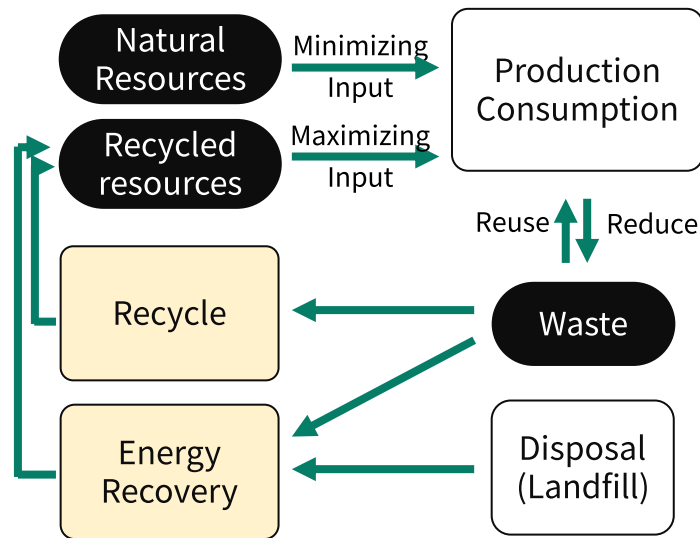 Natural
Resources
Minimizing
Input
Production
Consumption
Recycled
resources
Maximizing
Input
Reuse
Reduce
Recycle
Waste
Energy
Recovery
Disposal
(Landfill)